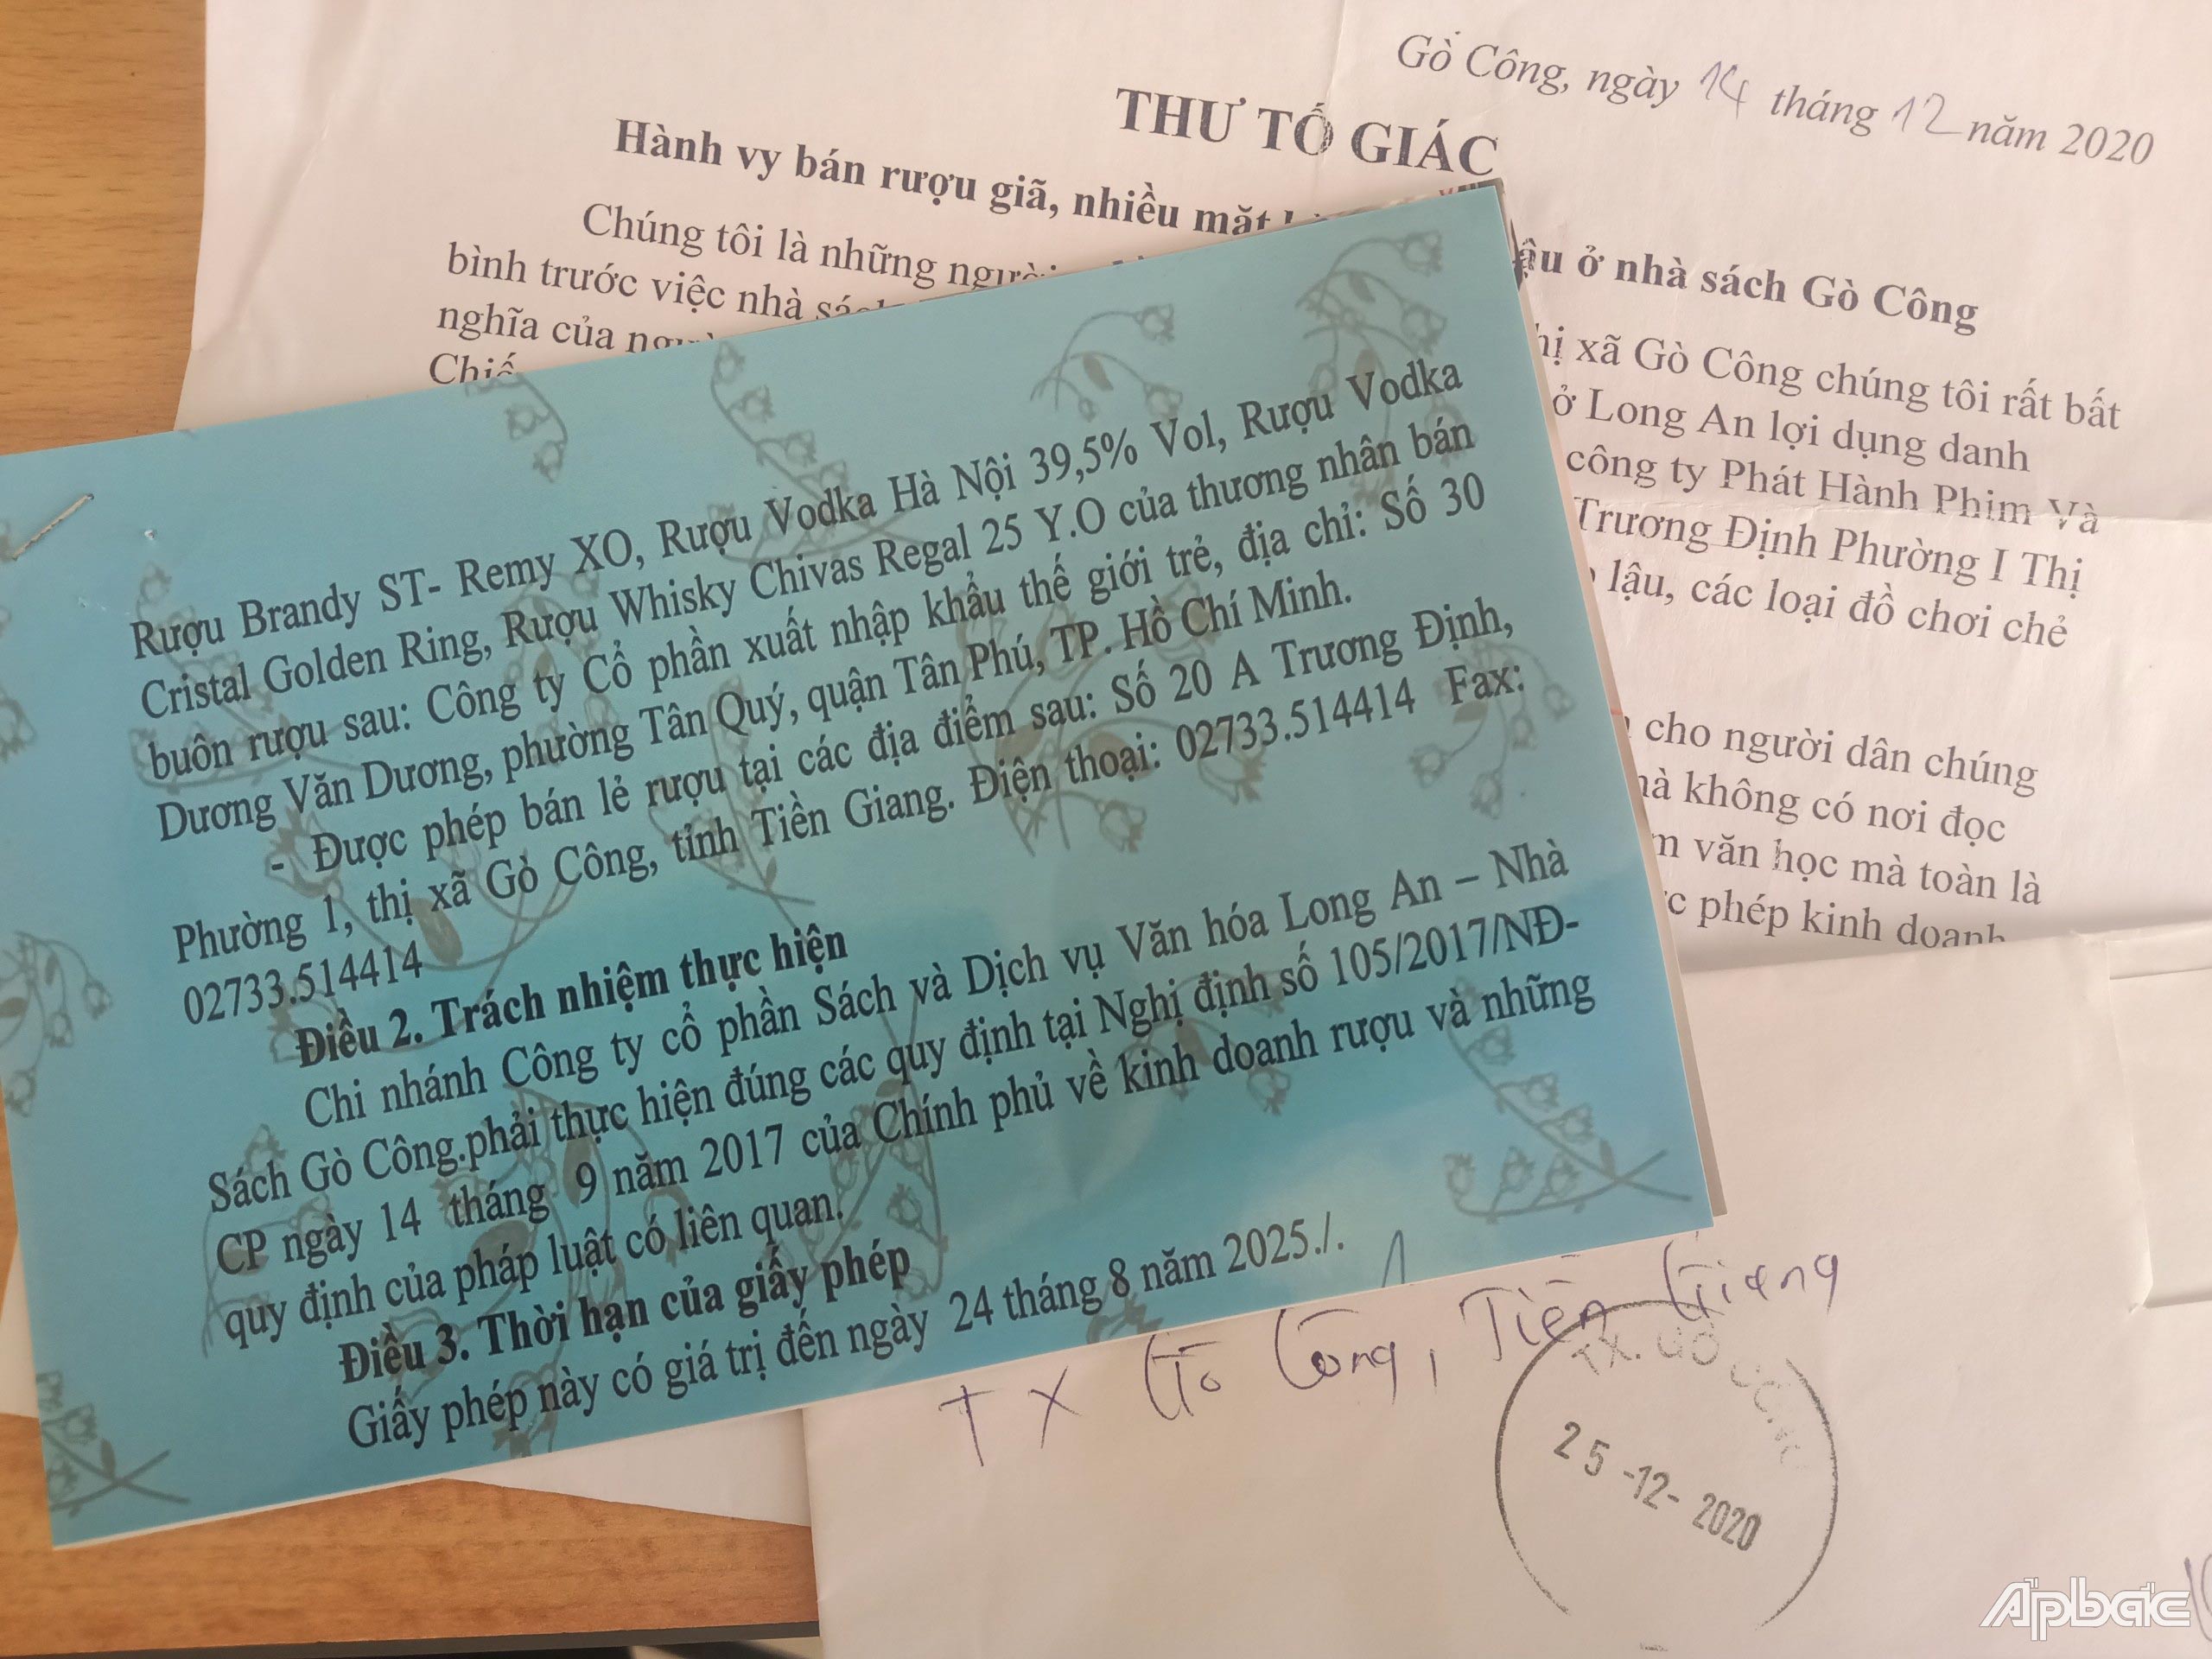 Gò Công, ngày 14 tháng 12 năm 2020
THƯ TỐ GIÁC
Hành vy bán rượu giã, nhiều mặt
ậu ở nhà sách Gò Công
Chúng tôi là những người
hị xã Gò Công chúng tôi rất bất
bình trước việc nhà sách
ở Long An lợi dụng danh
nghĩa của
công ty Phát Hành Phim Và
Trương Định Phường I Thị
lậu, các loại đồ chơi chẻ
cho người dân chúng
không có nơi đọc
văn học mà toàn là
phép kinh doanh
Rượu Brandy ST- Remy XO, Rượu Vodka Hà Nội 39,5% Vol, Rượu Vodka
Cristal Golden Ring, Rượu Whisky Chivas Regal 25 Y.O của thương nhân bán
buôn rượu sau: Công ty Cổ phần xuất nhập khẩu thế giới trẻ, địa chỉ: Số 30
Dương Văn Dương, phường Tân Quý, quận Tân Phú, TP. Hồ Chí Minh.
- Được phép bán lẻ rượu tại các địa điểm sau: Số 20 A Trương Định,
Phường 1, thị xã Gò Công, tỉnh Tiền Giang. Điện thoại: 02733.514414 Fax:
02733.514414
Điều 2. Trách nhiệm thực hiện
Chi nhánh Công ty cổ phần Sách và Dịch vụ Văn hóa Long An – Nhà
Sách Gò Công.phải thực hiện đúng các quy định tại Nghị định số 105/2017/NĐ-
CP ngày 14 tháng 9 năm 2017 của Chính phủ về kinh doanh rượu và những
quy định của pháp luật có liên quan.
Điều 3. Thời hạn của giấy phép
Giấy phép này có giá trị đến ngày 24 tháng 8 năm 2025./.
TX Gò Công, Tiền Giang
TX. GÒ CÔNG
25-12-2020
Apbac